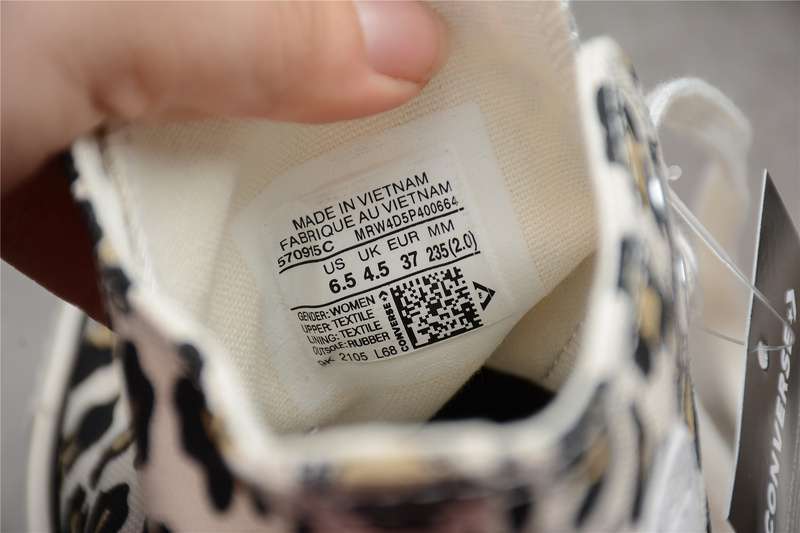 MADE IN VIETNAM
FABRIQUE AU VIETNAM
570915C MRW4D5P400664
US UK EUR MM
6.5 4.5 37 235(2.0)
GENDER:WOMEN
UPPER: TEXTILE
LINING: TEXTILE
OUTSOLE: RUBBER
2105 L68
CONVERSE
CONVERSE